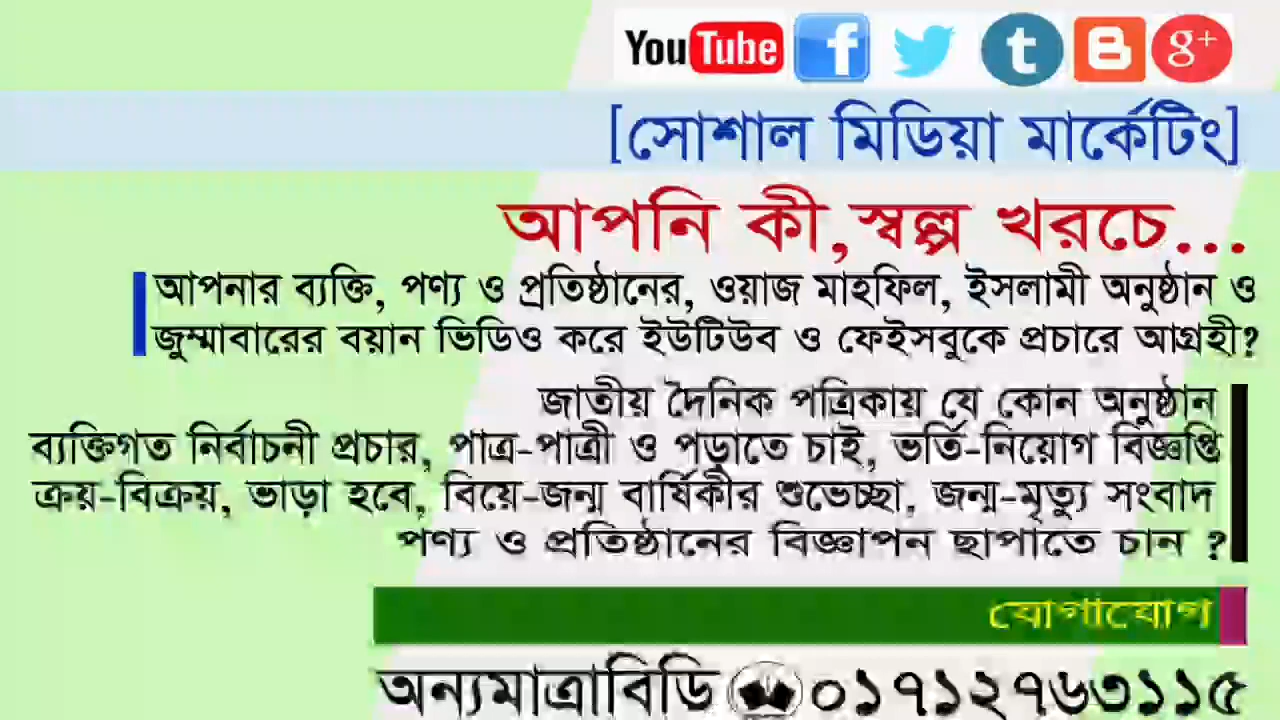 YouTube f t B g+
[সোশাল মিডিয়া মার্কেটিং]
আপনি কী,স্বল্প খরচে...
আপনার ব্যক্তি, পণ্য ও প্রতিষ্ঠানের, ওয়াজ মাহফিল, ইসলামী অনুষ্ঠান ও
জুম্মাবারের বয়ান ভিডিও করে ইউটিউব ও ফেইসবুকে প্রচারে আগ্রহী?
জাতীয় দৈনিক পত্রিকায় যে কোন অনুষ্ঠান
ব্যক্তিগত নির্বাচনী প্রচার, পাত্র-পাত্রী ও পড়াতে চাই, ভর্তি-নিয়োগ বিজ্ঞপ্তি
ক্রয়-বিক্রয়, ভাড়া হবে, বিয়ে-জন্ম বার্ষিকীর শুভেচ্ছা, জন্ম-মৃত্যু সংবাদ
পণ্য ও প্রতিষ্ঠানের বিজ্ঞাপন ছাপাতে চান ?
যোগাযোগ
অন্যমাত্রাবিডি ০১৭১২৭৬৩১১৫